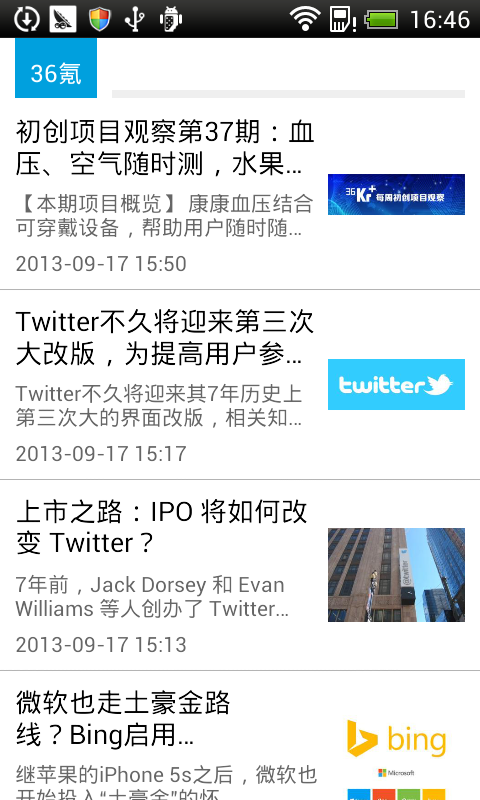 16:46
36氪
初创项目观察第37期：血
压、空气随时测，水果...
【本期项目概览】康康血压结合
可穿戴设备，帮助用户随时随...
36Kr+ 每周初创项目观察
2013-09-17 15:50
Twitter不久将迎来第三次
大改版，为提高用户参...
Twitter不久将迎来其7年历史上
第三次大的界面改版，相关知...
twitter
2013-09-17 15:17
上市之路：IPO 将如何改
变 Twitter？
7年前，Jack Dorsey 和 Evan
Williams 等人创办了 Twitter...
2013-09-17 15:13
微软也走土豪金路
线？Bing启用...
继苹果的iPhone 5s之后，微软也
开始投入“土豪金”的怀
bing
Microsoft